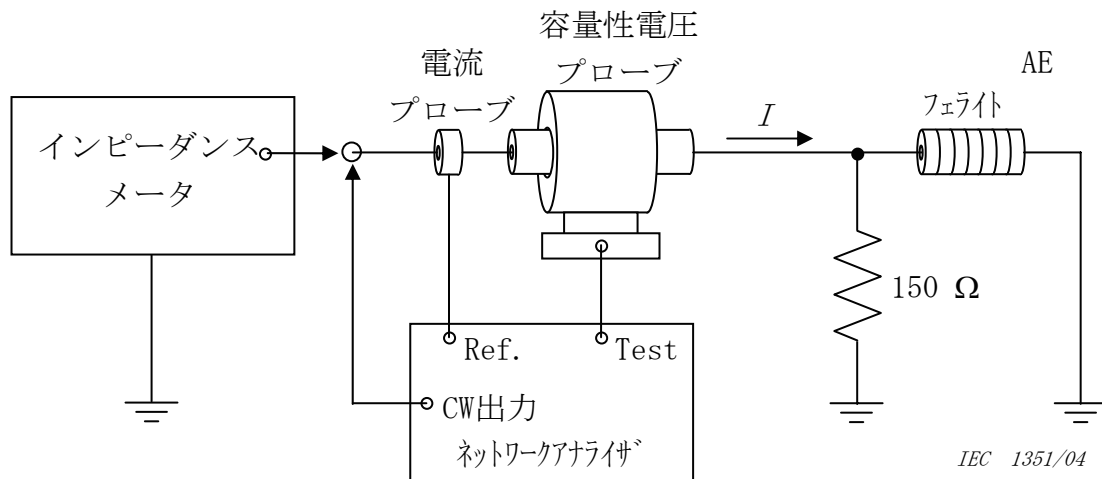 容量性電圧
プローブ
電流
プローブ
AE
フェライト
I
インピーダンス
メータ
150 Ω
Ref.
Test
CW出力
ネットワークアナライザ
IEC 1351/04